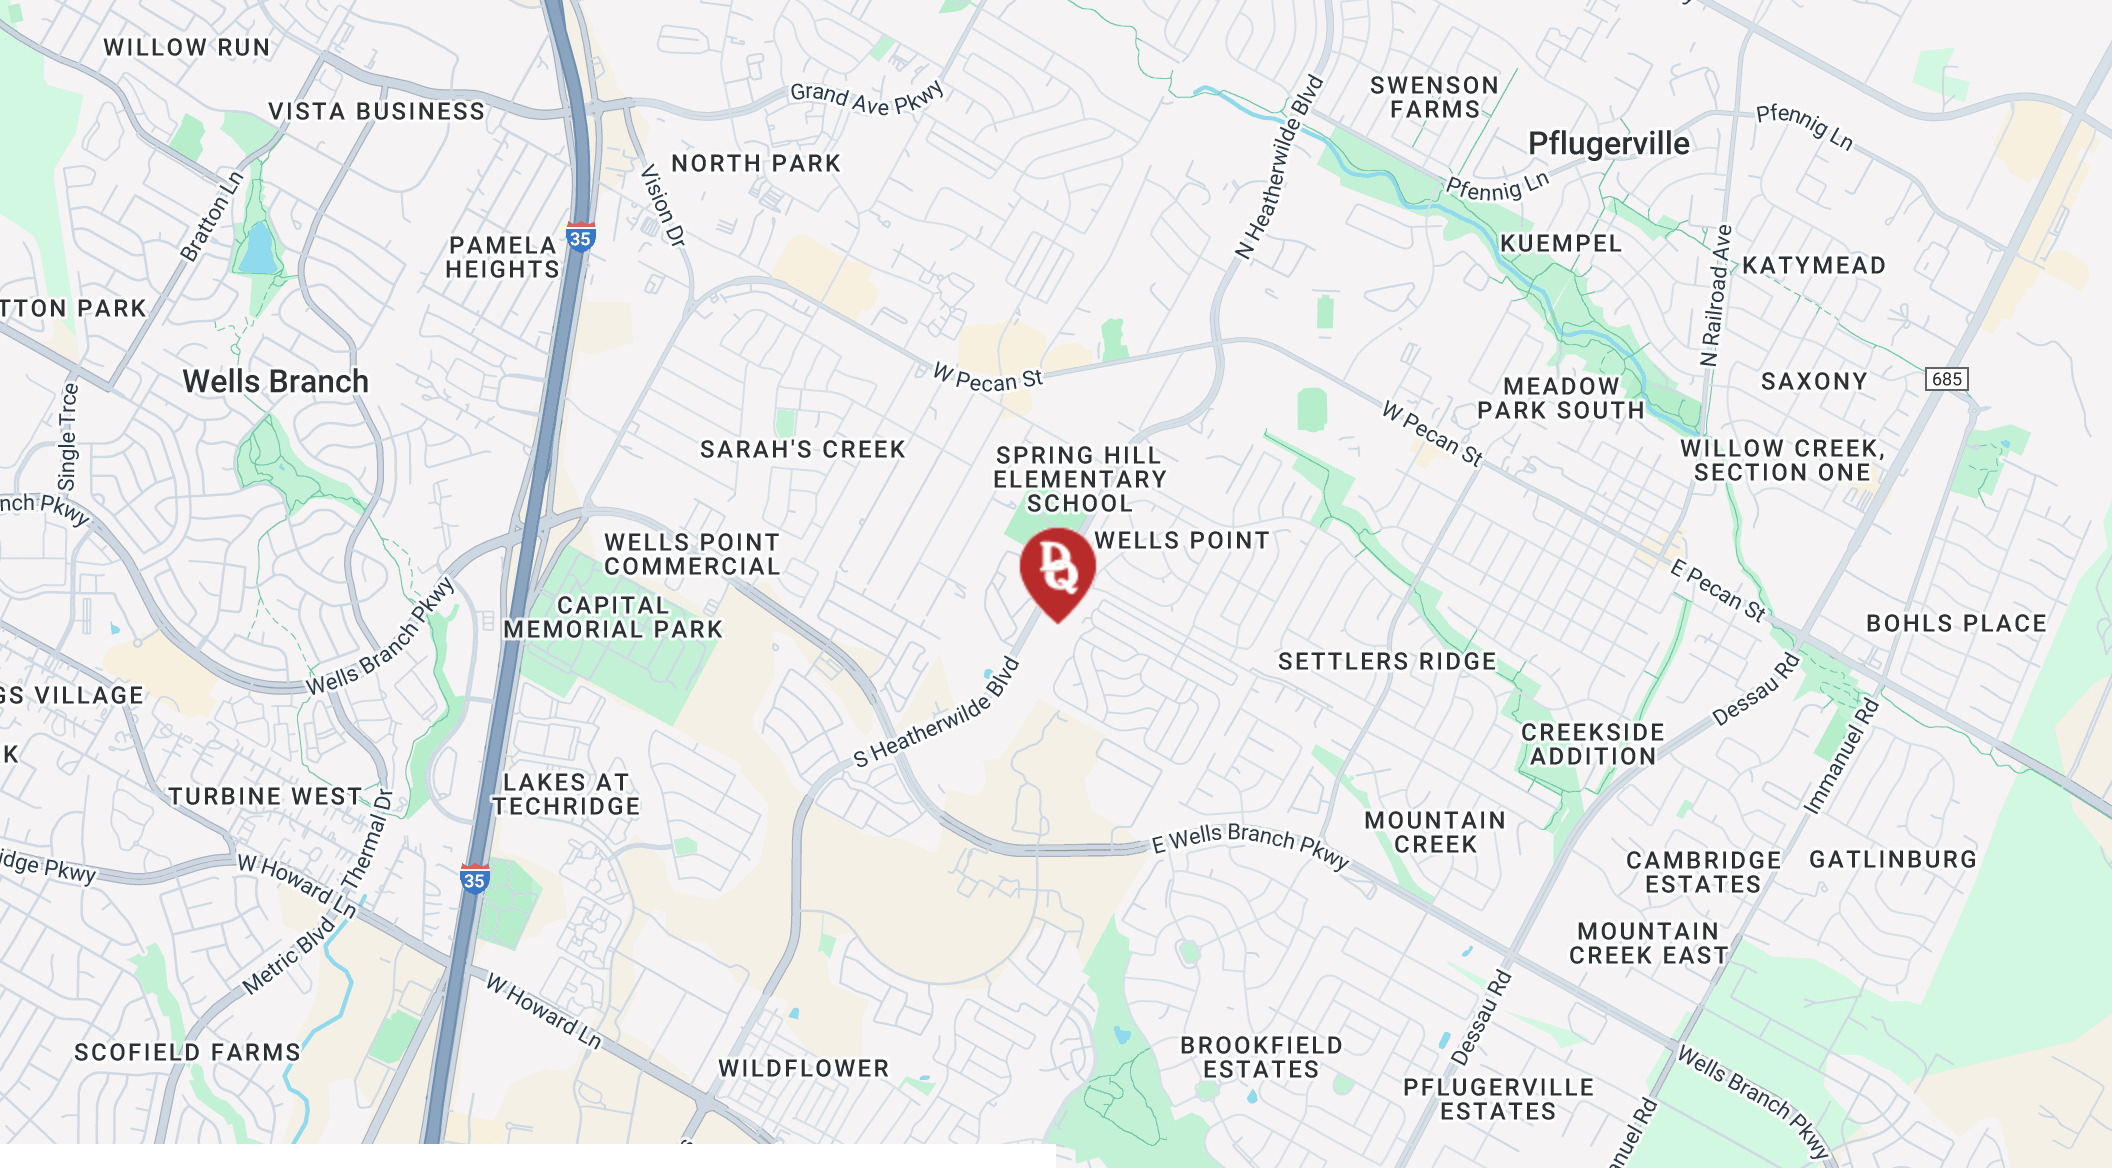 WILLOW RUN
VISTA BUSINESS
Grand Ave Pkwy
SWENSON
FARMS
Pflugerville
Pfennig Ln
NORTH PARK
Vision Dr
N Heatherwilde Blvd
Pfennig Ln
Bratton Ln
PAMELA
HEIGHTS
35
KUEMPEL
KATYMEAD
N Railroad Ave
TTON PARK
Wells Branch
Single Trce
W Pecan St
MEADOW
PARK SOUTH
SAXONY
685
W Pecan St
SARAH'S CREEK
SPRING HILL
ELEMENTARY
SCHOOL
WILLOW CREEK,
SECTION ONE
nch Pkwy
WELLS POINT
COMMERCIAL
WELLS POINT
DQ
E Pecan St
CAPITAL
MEMORIAL PARK
BOHLS PLACE
Wells Branch Pkwy
SETTLERS RIDGE
GS VILLAGE
S Heatherwilde Blvd
Dessau Rd
Immanuel Rd
K
CREEKSIDE
ADDITION
TURBINE WEST
Thermal Dr
LAKES AT
TECHRIDGE
MOUNTAIN
CREEK
E Wells Branch Pkwy
idge Pkwy
W Howard Ln
35
CAMBRIDGE
ESTATES
GATLINBURG
MOUNTAIN
CREEK EAST
Metric Blvd
W Howard Ln
Dessau Rd
SCOFIELD FARMS
WILDFLOWER
BROOKFIELD
ESTATES
PFLUGERVILLE
ESTATES
Wells Branch Pkwy
nuel Rd